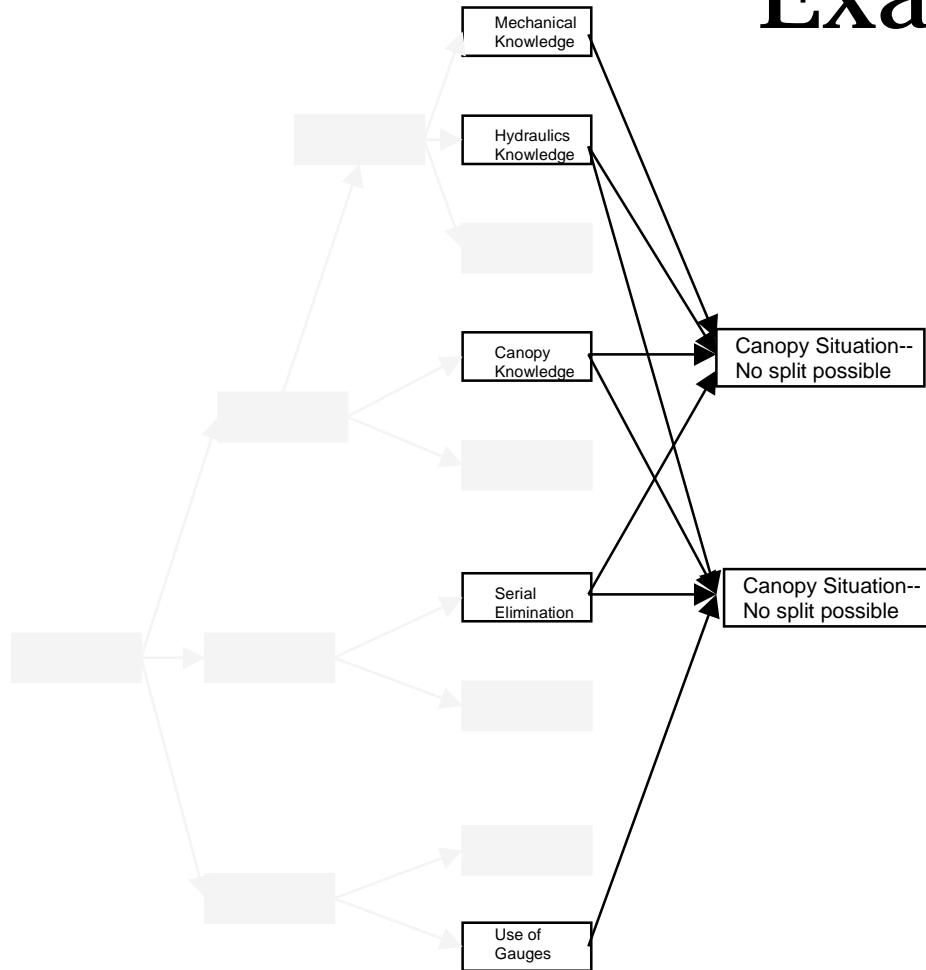 Exa
Mechanical
Knowledge
Hydraulics
Knowledge
Canopy
Knowledge
Canopy Situation--
No split possible
Serial
Elimination
Canopy Situation--
No split possible
Use of
Gauges